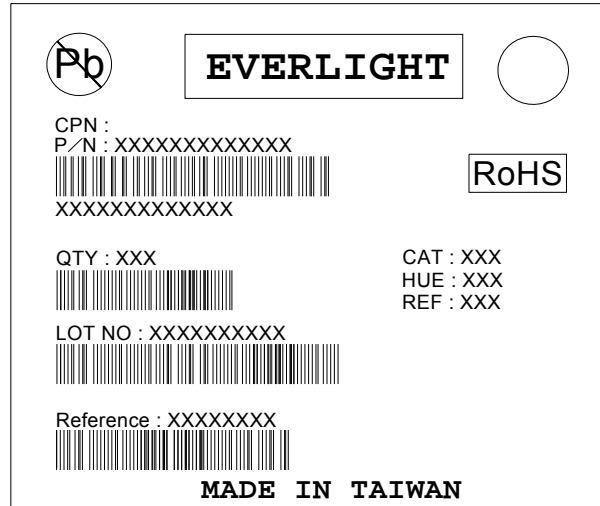 Pb
EVERLIGHT
CPN :
P/N : XXXXXXXXXXXXX
RoHS
XXXXXXXXXXXXX
QTY : XXX
CAT : XXX
HUE : XXX
REF : XXX
LOT NO : XXXXXXXXXX
Reference : XXXXXXXX
MADE IN TAIWAN